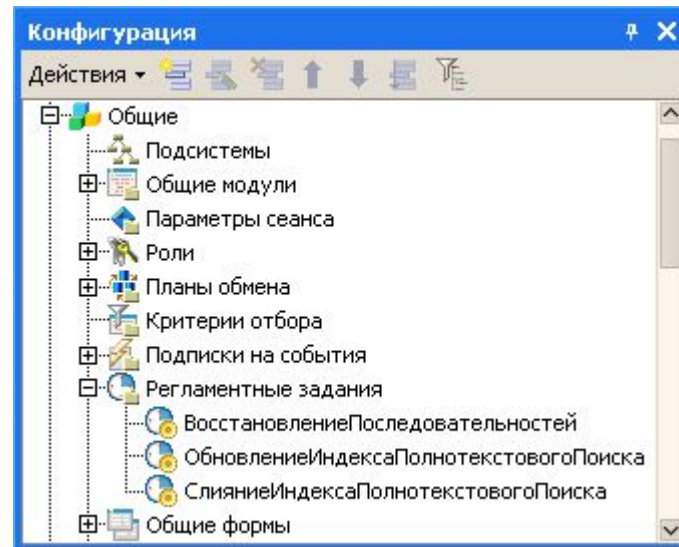 Конфигурация
Действия
Общие
Подсистемы
Общие модули
Параметры сеанса
Роли
Планы обмена
Критерии отбора
Подписки на события
Регламентные задания
ВосстановлениеПоследовательностей
ОбновлениеИндексаПолнотекстовогоПоиска
СлияниеИндексаПолнотекстовогоПоиска
Общие формы